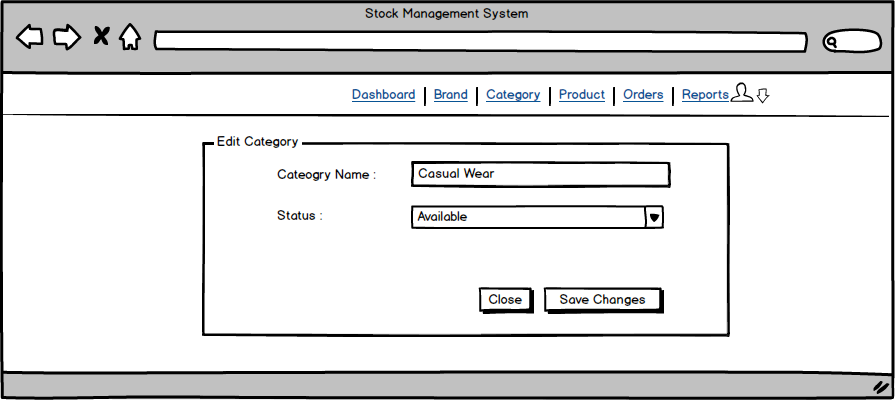 Stock Management System
Dashboard Brand Category Product Orders Reports
Edit Category
Cateogry Name : Casual Wear
Status : Available
Close Save Changes